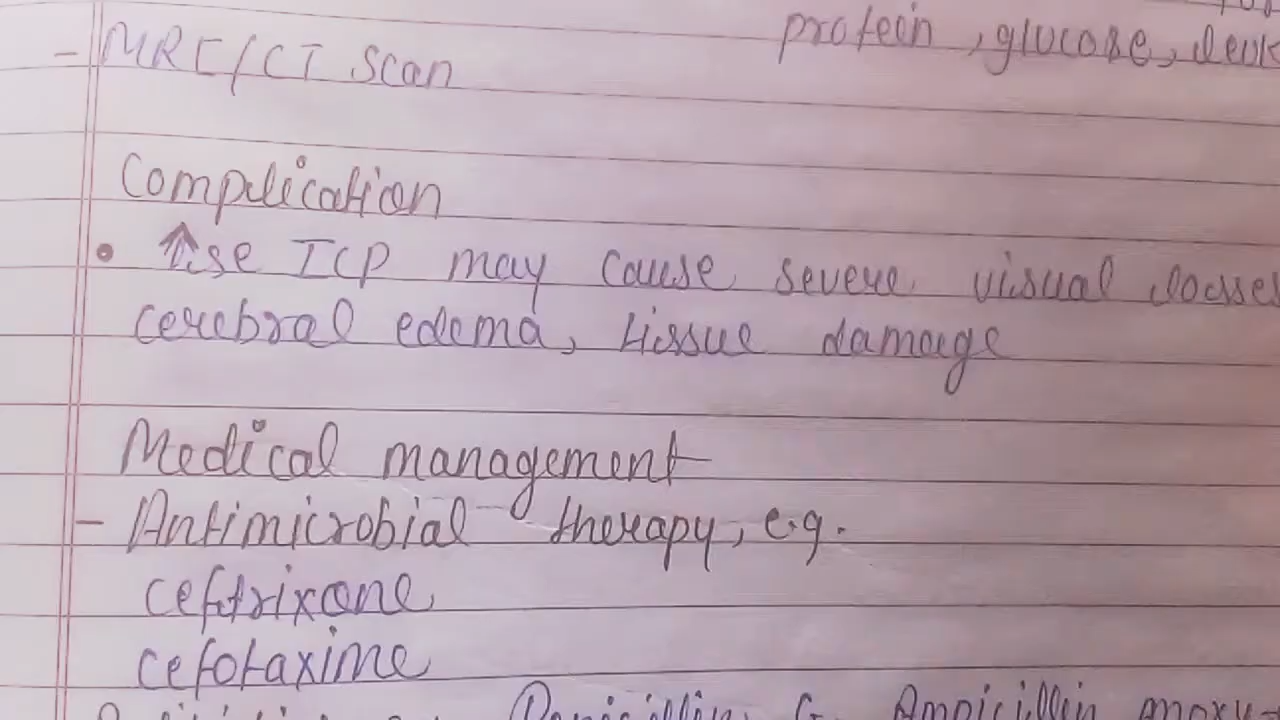 protein, glucose,
- MRI/CT Scan
Complication
• ↑se ICP may cause severe visual
cerebral edema, tissue damage
Medical management
- Antimicrobial therapy, e.g.
ceftrixone
cefotaxime
Penicillin G Ampicillin